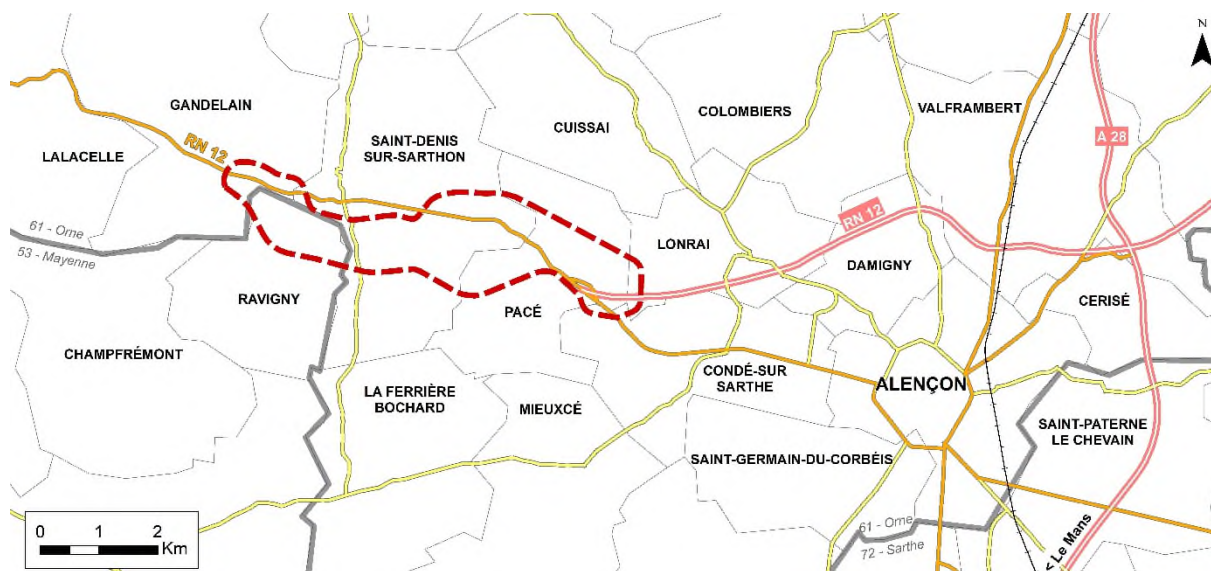 N
GANDELAIN
COLOMBIERS
VALFRAMBERT
CUISSAI
SAINT-DENIS
SUR-SARTHON
RN 12
A 28
LALACELLE
RN 12
61 - Orne
53 - Mayenne
LONRAI
DAMIGNY
RAVIGNY
PACÉ
CERISÉ
CHAMPFRÉMONT
LA FERRIÈRE
BOCHARD
MIEUXCÉ
CONDÉ-SUR
SARTHE
ALENÇON
SAINT-PATERNE
LE CHEVAIN
SAINT-GERMAIN-DU-CORBÉIS
0 1 2
Km
61 - Orne
72 - Sarthe
< Le Mans